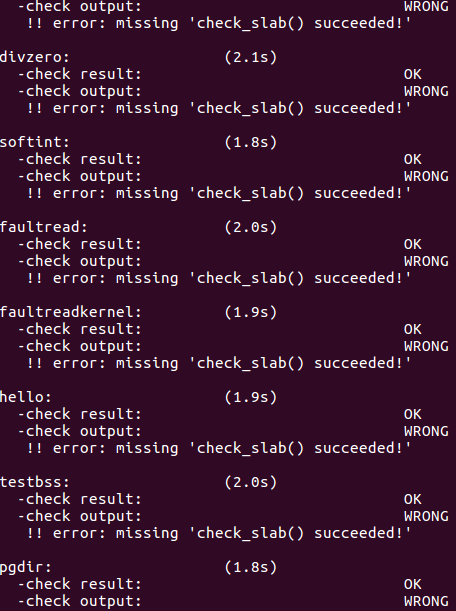 -check output: WRONG
!! error: missing 'check_slab() succeeded!'
divzero: (2.1s)
-check result: OK
-check output: WRONG
!! error: missing 'check_slab() succeeded!'
softint: (1.8s)
-check result: OK
-check output: WRONG
!! error: missing 'check_slab() succeeded!'
faultread: (2.0s)
-check result: OK
-check output: WRONG
!! error: missing 'check_slab() succeeded!'
faultreadkernel: (1.9s)
-check result: OK
-check output: WRONG
!! error: missing 'check_slab() succeeded!'
hello: (1.9s)
-check result: OK
-check output: WRONG
!! error: missing 'check_slab() succeeded!'
testbss: (2.0s)
-check result: OK
-check output: WRONG
!! error: missing 'check_slab() succeeded!'
pgdir: (1.8s)
-check result: OK
-check output: WRONG